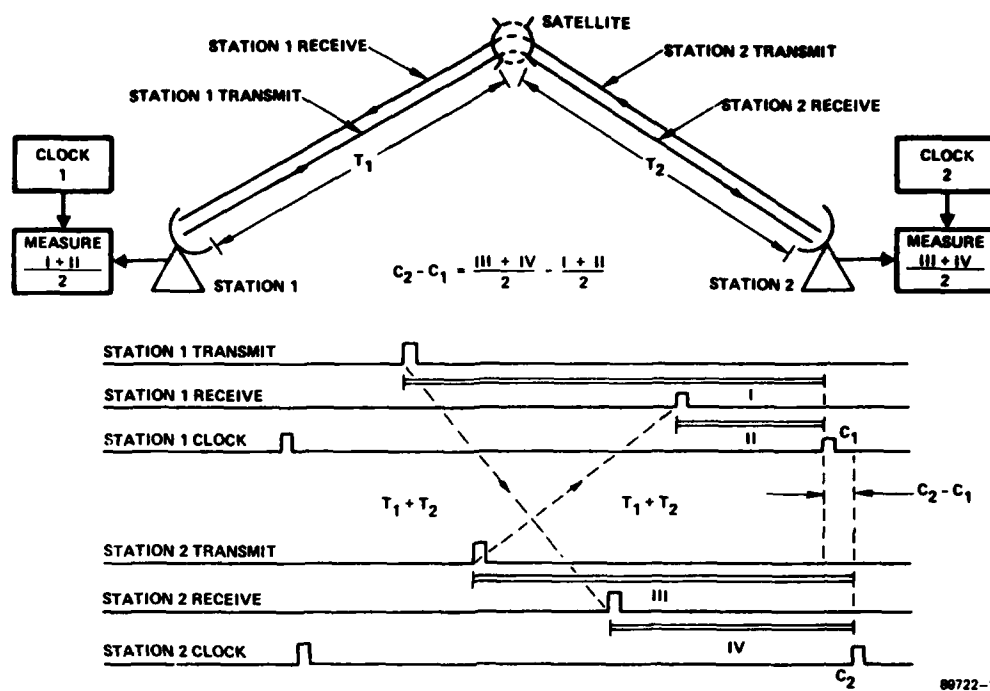 SATELLITE
STATION 1 RECEIVE
STATION 2 TRANSMIT
STATION 1 TRANSMIT
STATION 2 RECEIVE
T1
T2
CLOCK
1
CLOCK
2
MEASURE
I + II
2
MEASURE
III + IV
2
STATION 1
C2 - C1 = III + IV / 2 - I + II / 2
STATION 2
STATION 1 TRANSMIT
I
STATION 1 RECEIVE
II
STATION 1 CLOCK
C1
C2 - C1
T1 + T2
T1 + T2
STATION 2 TRANSMIT
III
STATION 2 RECEIVE
IV
STATION 2 CLOCK
C2